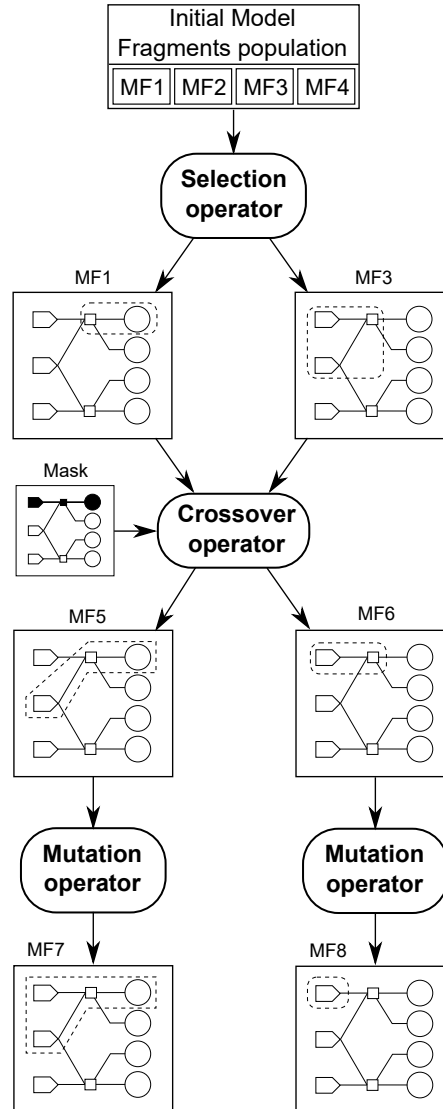 Initial Model
Fragments population
MF1 MF2 MF3 MF4
Selection
operator
MF1
MF3
Mask
Crossover
operator
MF5
MF6
Mutation
operator
Mutation
operator
MF7
MF8